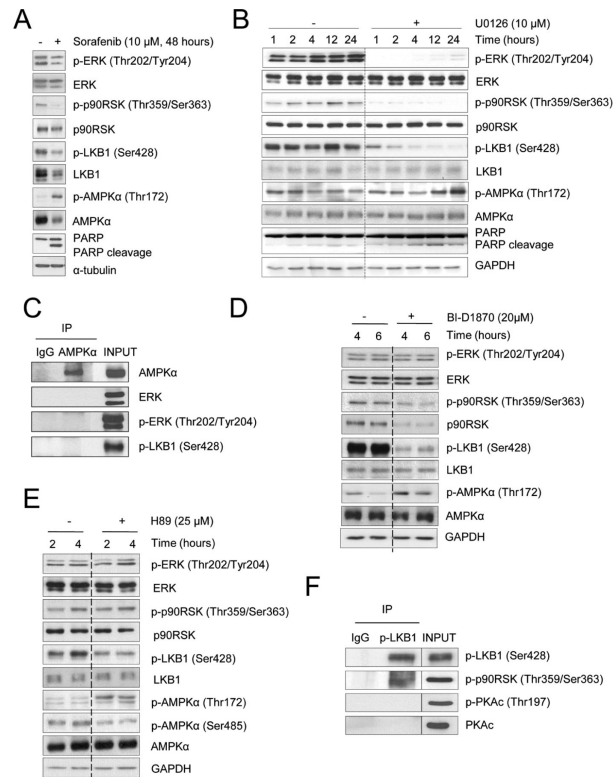 A
- + Sorafenib (10 µM, 48 hours)
p-ERK (Thr202/Tyr204)
ERK
p-p90RSK (Thr359/Ser363)
p90RSK
p-LKB1 (Ser428)
LKB1
p-AMPKα (Thr172)
AMPKα
PARP
PARP cleavage
α-tubulin
B
- + U0126 (10 µM)
1 2 4 12 24 1 2 4 12 24 Time (hours)
p-ERK (Thr202/Tyr204)
ERK
p-p90RSK (Thr359/Ser363)
p90RSK
p-LKB1 (Ser428)
LKB1
p-AMPKα (Thr172)
AMPKα
PARP
PARP cleavage
GAPDH
C
IP
IgG AMPKα INPUT
AMPKα
ERK
p-ERK (Thr202/Tyr204)
p-LKB1 (Ser428)
D
- + BI-D1870 (20µM)
4 6 4 6 Time (hours)
p-ERK (Thr202/Tyr204)
ERK
p-p90RSK (Thr359/Ser363)
p90RSK
p-LKB1 (Ser428)
LKB1
p-AMPKα (Thr172)
AMPKα
GAPDH
E
- + H89 (25 µM)
2 4 2 4 Time (hours)
p-ERK (Thr202/Tyr204)
ERK
p-p90RSK (Thr359/Ser363)
p90RSK
p-LKB1 (Ser428)
LKB1
p-AMPKα (Thr172)
p-AMPKα (Ser485)
AMPKα
GAPDH
F
IP
IgG p-LKB1 INPUT
p-LKB1 (Ser428)
p-p90RSK (Thr359/Ser363)
p-PKAc (Thr197)
PKAc